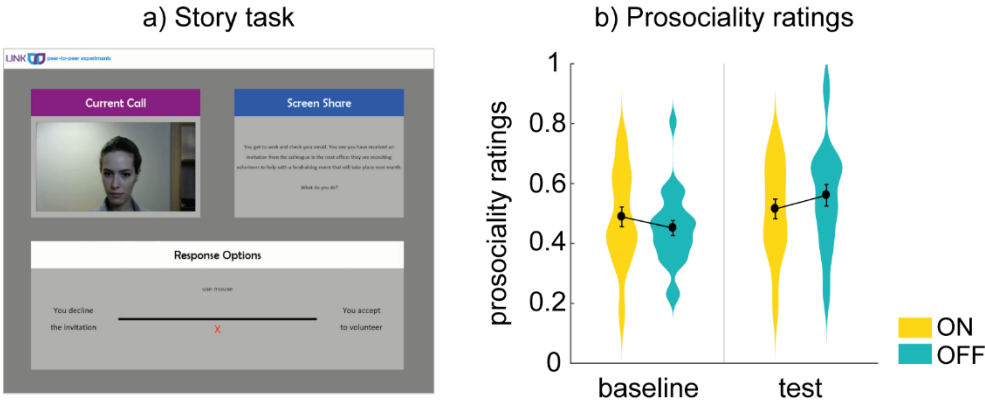 a) Story task
b) Prosociality ratings
LINK peer-to-peer experiments
Current Call
Screen Share
You get to work and check your email. You see you have received an
invitation from the colleague in the next office: they are recruiting
volunteers to help with a fundraising event that will take place next month.
What do you do?
Response Options
use mouse
You decline
the invitation
X
You accept
to volunteer
prosociality ratings
1
0.8
0.6
0.4
0.2
0
baseline
test
ON
OFF